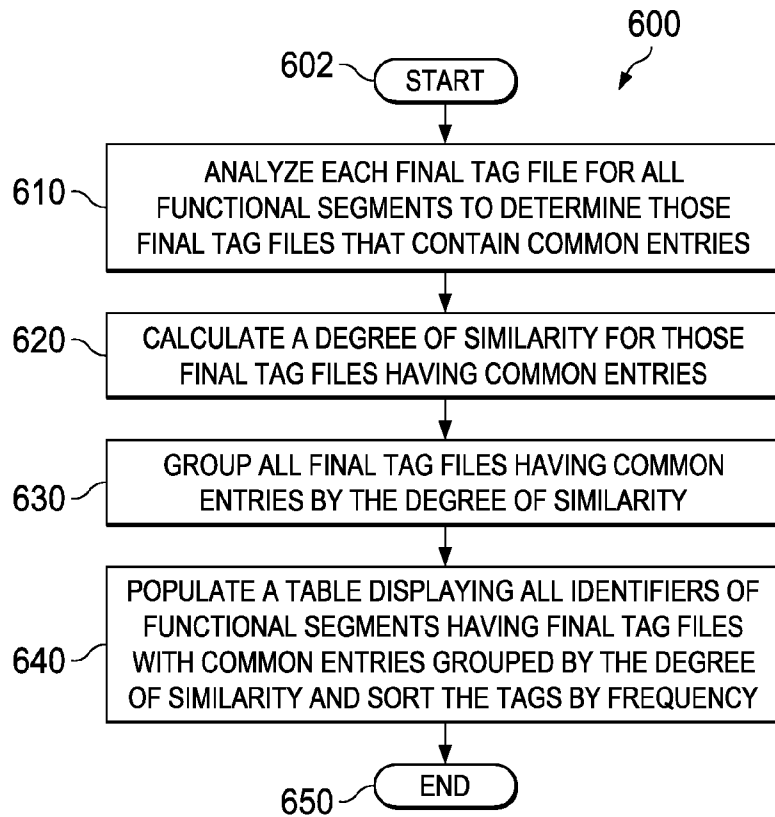 600
602
START
610
ANALYZE EACH FINAL TAG FILE FOR ALL
FUNCTIONAL SEGMENTS TO DETERMINE THOSE
FINAL TAG FILES THAT CONTAIN COMMON ENTRIES
620
CALCULATE A DEGREE OF SIMILARITY FOR THOSE
FINAL TAG FILES HAVING COMMON ENTRIES
630
GROUP ALL FINAL TAG FILES HAVING COMMON
ENTRIES BY THE DEGREE OF SIMILARITY
640
POPULATE A TABLE DISPLAYING ALL IDENTIFIERS OF
FUNCTIONAL SEGMENTS HAVING FINAL TAG FILES
WITH COMMON ENTRIES GROUPED BY THE DEGREE
OF SIMILARITY AND SORT THE TAGS BY FREQUENCY
650
END